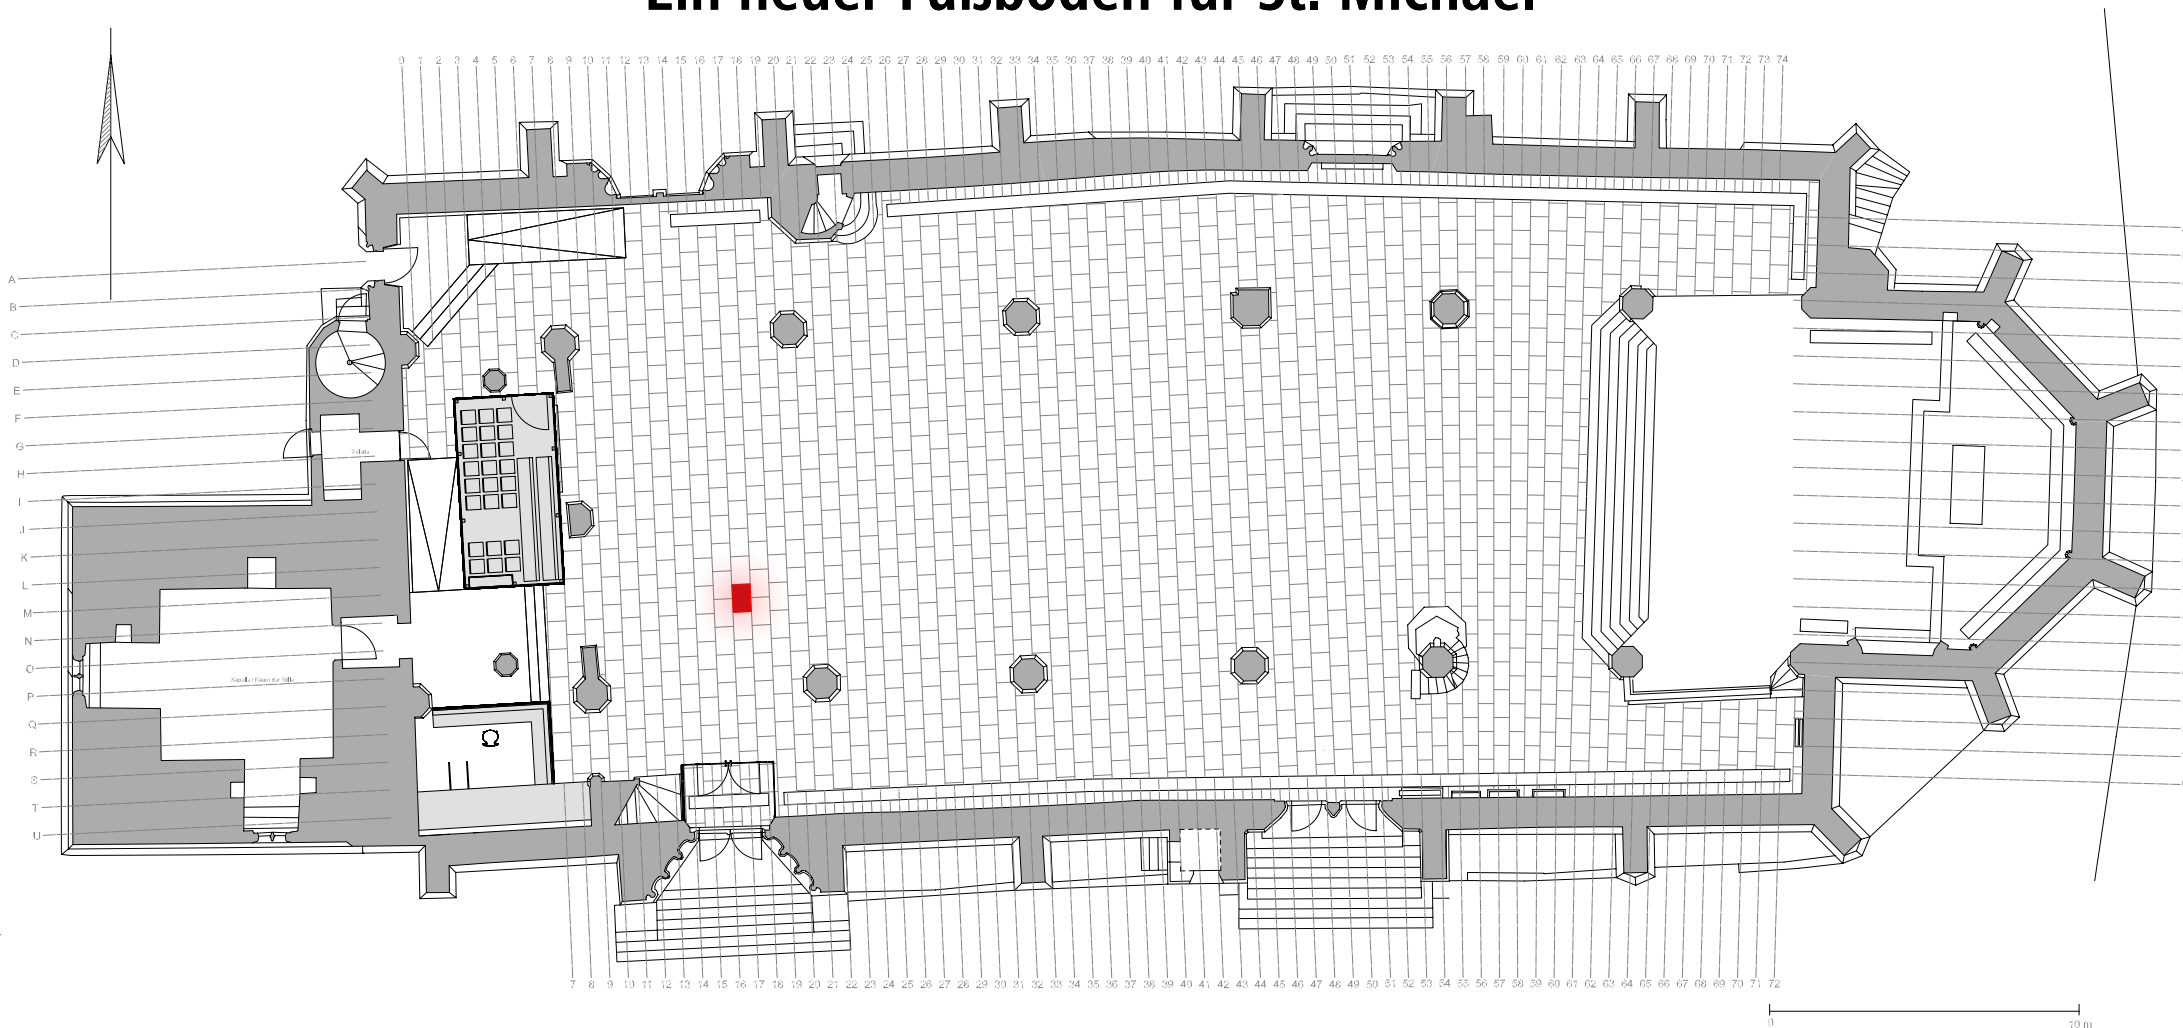 Ein neuer Fußboden für St. Michael
0 1 2 3 4 5 6 7 8 9 10 11 12 13 14 15 16 17 18 19 20 21 22 23 24 25 26 27 28 29 30 31 32 33 34 35 36 37 38 39 40 41 42 43 44 45 46 47 48 49 50 51 52 53 54 55 56 57 58 59 60 61 62 63 64 65 66 67 68 69 70 71 72 73 74
A
B
C
D
E
F
G
H
I
J
K
L
M
N
O
P
Q
R
S
T
U
7 8 9 10 11 12 13 14 15 16 17 18 19 20 21 22 23 24 25 26 27 28 29 30 31 32 33 34 35 36 37 38 39 40 41 42 43 44 45 46 47 48 49 50 51 52 53 54 55 56 57 58 59 60 61 62 63 64 65 66 67 68 69 70 71 72
0 10 m